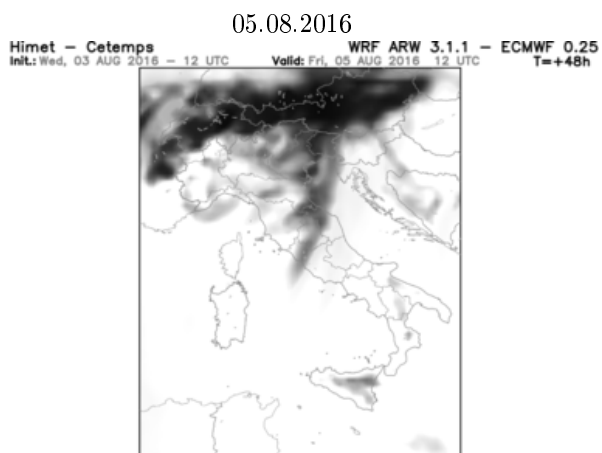 05.08.2016
Himet - Cetemps WRF ARW 3.1.1 - ECMWF 0.25
Init.: Wed, 03 AUG 2016 - 12 UTC Valid: Fri, 05 AUG 2016 12 UTC T=+48h